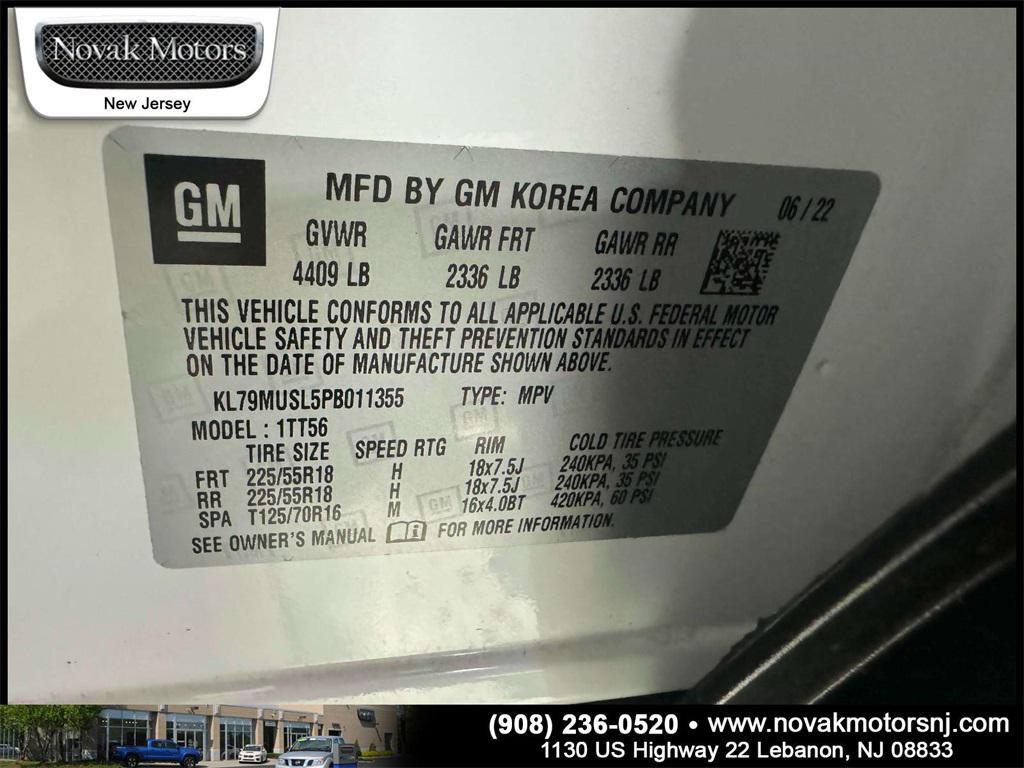 Novak Motors
New Jersey
GM
MFD BY GM KOREA COMPANY 06/22
GVWR GAWR FRT GAWR RR
4409 LB 2336 LB 2336 LB
THIS VEHICLE CONFORMS TO ALL APPLICABLE U.S. FEDERAL MOTOR
VEHICLE SAFETY AND THEFT PREVENTION STANDARDS IN EFFECT
ON THE DATE OF MANUFACTURE SHOWN ABOVE.
KL79MUSL5PB011355 TYPE: MPV
MODEL : 1TT56
TIRE SIZE SPEED RTG RIM COLD TIRE PRESSURE
FRT 225/55R18 H 18x7.5J 240KPA, 35 PSI
RR 225/55R18 H 18x7.5J 240KPA, 35 PSI
SPA T125/70R16 M 16x4.0BT 420KPA, 60 PSI
SEE OWNER'S MANUAL FOR MORE INFORMATION.
(908) 236-0520 • www.novakmotorsnj.com
1130 US Highway 22 Lebanon, NJ 08833